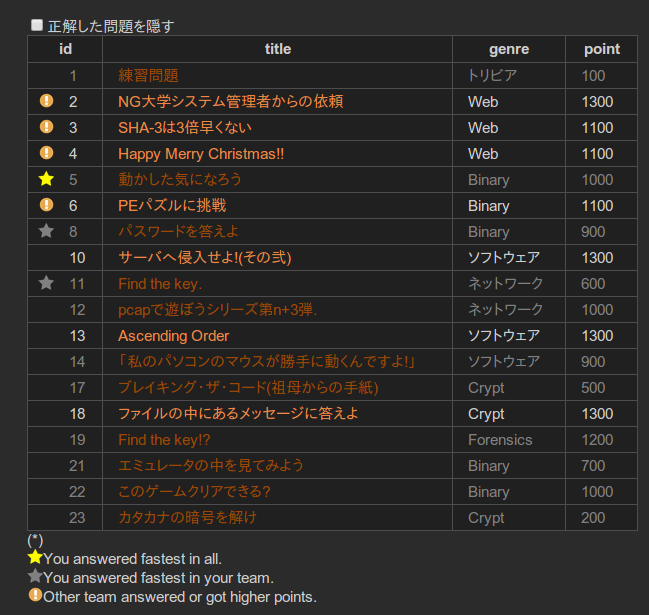 正解した問題を隠す
id title genre point
1 練習問題 トリビア 100
2 NG大学システム管理者からの依頼 Web 1300
3 SHA-3は3倍早くない Web 1100
4 Happy Merry Christmas!! Web 1100
5 動かした気になろう Binary 1000
6 PEパズルに挑戦 Binary 1100
8 パスワードを答えよ Binary 900
10 サーバへ侵入せよ!(その弐) ソフトウェア 1300
11 Find the key. ネットワーク 600
12 pcapで遊ぼうシリーズ第n+3弾. ネットワーク 1000
13 Ascending Order ソフトウェア 1300
14 「私のパソコンのマウスが勝手に動くんですよ!」 ソフトウェア 900
17 ブレイキング・ザ・コード(祖母からの手紙) Crypt 500
18 ファイルの中にあるメッセージに答えよ Crypt 1300
19 Find the key!? Forensics 1200
21 エミュレータの中を見てみよう Binary 700
22 このゲームクリアできる? Binary 1000
23 カタカナの暗号を解け Crypt 200
(*)
You answered fastest in all.
You answered fastest in your team.
Other team answered or got higher points.